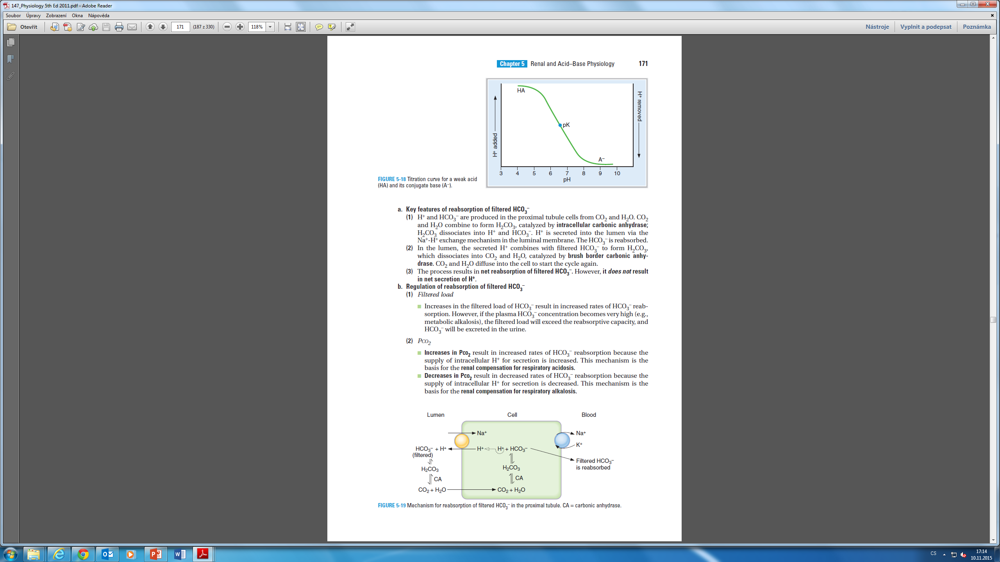 147_Physiology 5th Ed 2011.pdf - Adobe Reader
Soubor Úpravy Zobrazení Okna Nápověda
Otevřít 171 (187 z 330) 118% Nástroje Vyplnit a podepsat Poznámka
Chapter 5 Renal and Acid–Base Physiology 171
HA
pK
A⁻
H⁺ added
H⁺ removed
3 4 5 6 7 8 9 10
pH
FIGURE 5-18 Titration curve for a weak acid
(HA) and its conjugate base (A⁻).
a. Key features of reabsorption of filtered HCO₃⁻
(1) H⁺ and HCO₃⁻ are produced in the proximal tubule cells from CO₂ and H₂O. CO₂
and H₂O combine to form H₂CO₃, catalyzed by intracellular carbonic anhydrase;
H₂CO₃ dissociates into H⁺ and HCO₃⁻. H⁺ is secreted into the lumen via the
Na⁺-H⁺ exchange mechanism in the luminal membrane. The HCO₃⁻ is reabsorbed.
(2) In the lumen, the secreted H⁺ combines with filtered HCO₃⁻ to form H₂CO₃,
which dissociates into CO₂ and H₂O, catalyzed by brush border carbonic anhy-
drase. CO₂ and H₂O diffuse into the cell to start the cycle again.
(3) The process results in net reabsorption of filtered HCO₃⁻. However, it does not result
in net secretion of H⁺.
b. Regulation of reabsorption of filtered HCO₃⁻
(1) Filtered load
■ Increases in the filtered load of HCO₃⁻ result in increased rates of HCO₃⁻ reab-
sorption. However, if the plasma HCO₃⁻ concentration becomes very high (e.g.,
metabolic alkalosis), the filtered load will exceed the reabsorptive capacity, and
HCO₃⁻ will be excreted in the urine.
(2) PCO₂
■ Increases in Pco₂ result in increased rates of HCO₃⁻ reabsorption because the
supply of intracellular H⁺ for secretion is increased. This mechanism is the
basis for the renal compensation for respiratory acidosis.
■ Decreases in Pco₂ result in decreased rates of HCO₃⁻ reabsorption because the
supply of intracellular H⁺ for secretion is decreased. This mechanism is the
basis for the renal compensation for respiratory alkalosis.
Lumen Cell Blood
Na⁺ Na⁺
K⁺
HCO₃⁻ + H⁺ H⁺ H⁺ + HCO₃⁻
(filtered)
Filtered HCO₃⁻
is reabsorbed
H₂CO₃ H₂CO₃
CA CA
CO₂ + H₂O CO₂ + H₂O
FIGURE 5-19 Mechanism for reabsorption of filtered HCO₃⁻ in the proximal tubule. CA = carbonic anhydrase.
CS 17:14
10.11.2015